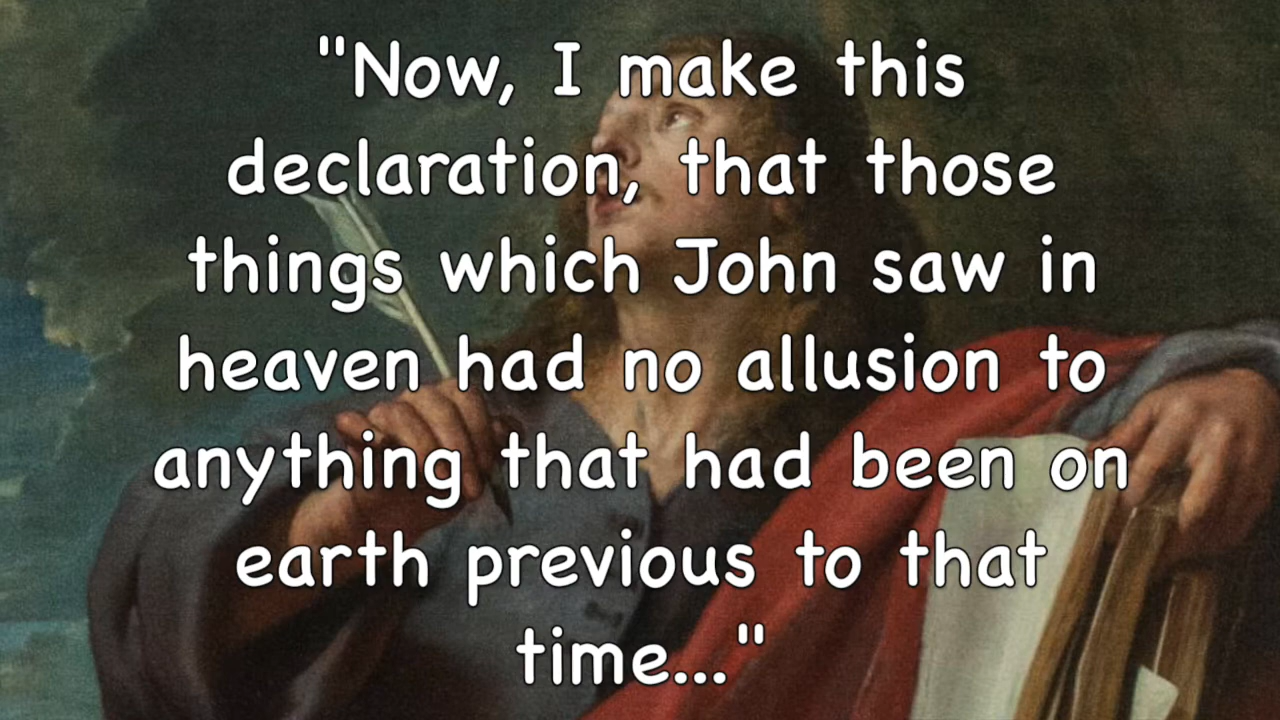 "Now, I make this
declaration, that those
things which John saw in
heaven had no allusion to
anything that had been on
earth previous to that
time..."